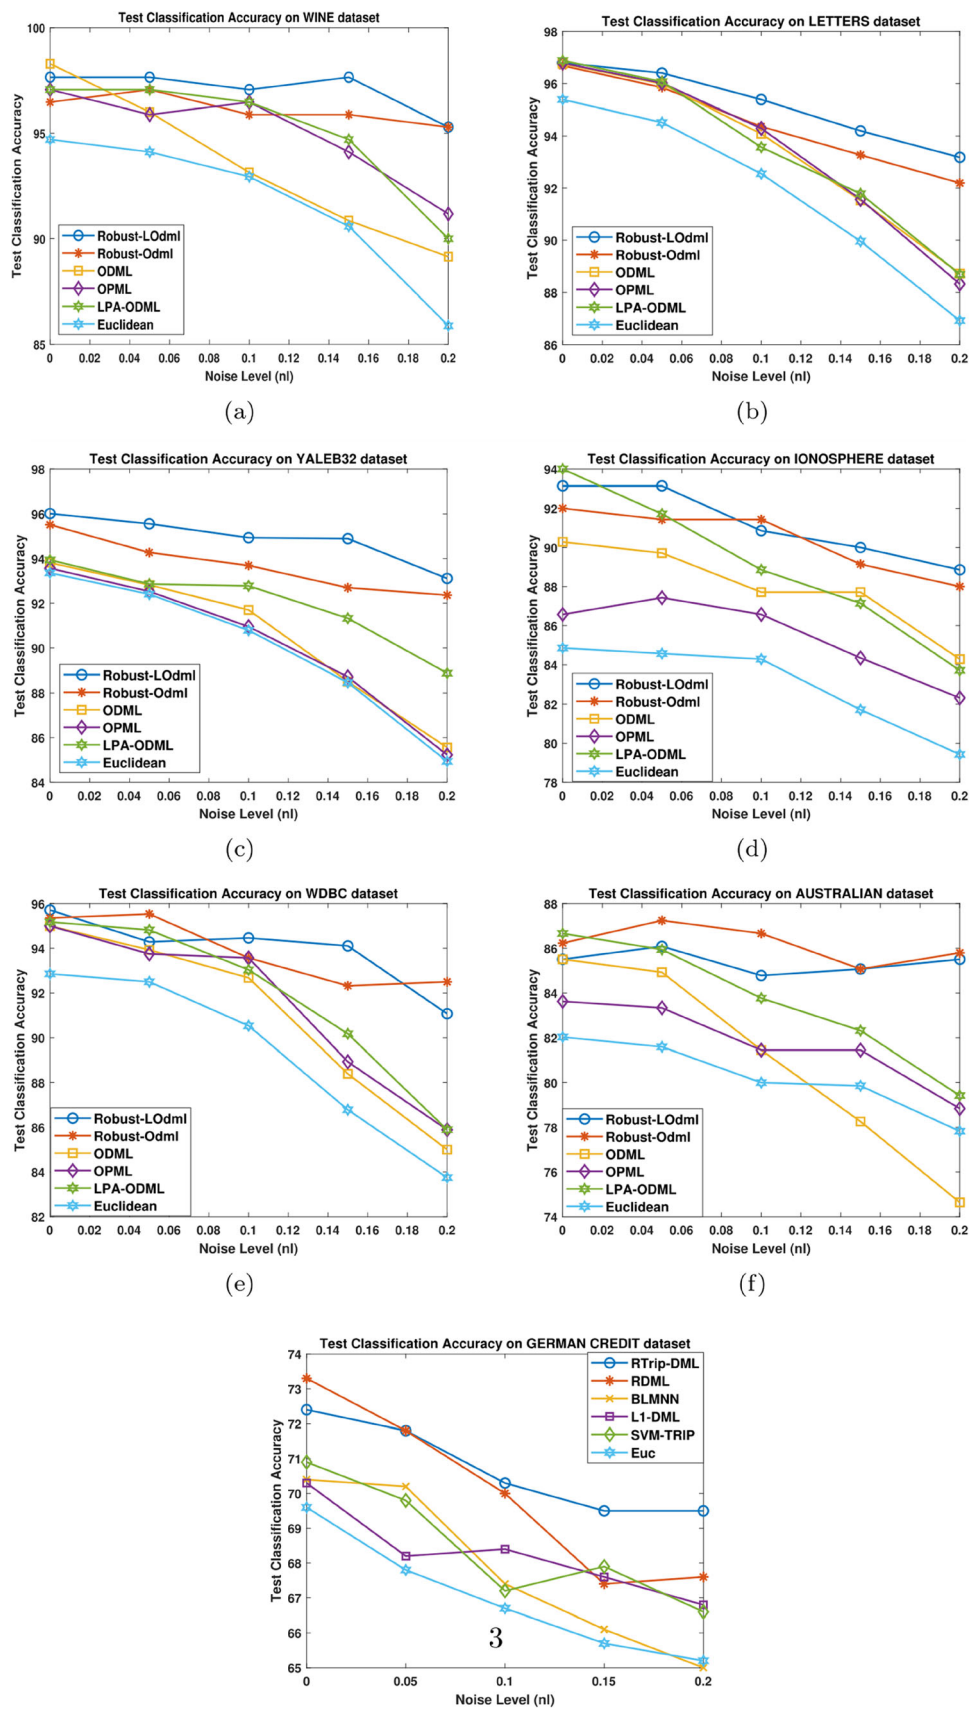 Test Classification Accuracy on WINE dataset
100
95
90
85
Test Classification Accuracy
Robust-LOdml
Robust-Odml
ODML
OPML
LPA-ODML
Euclidean
0 0.02 0.04 0.06 0.08 0.1 0.12 0.14 0.16 0.18 0.2
Noise Level (nl)
(a)
Test Classification Accuracy on LETTERS dataset
98
96
94
92
90
88
86
Test Classification Accuracy
Robust-LOdml
Robust-Odml
ODML
OPML
LPA-ODML
Euclidean
0 0.02 0.04 0.06 0.08 0.1 0.12 0.14 0.16 0.18 0.2
Noise Level (nl)
(b)
Test Classification Accuracy on YALEB32 dataset
98
96
94
92
90
88
86
84
Test Classification Accuracy
Robust-LOdml
Robust-Odml
ODML
OPML
LPA-ODML
Euclidean
0 0.02 0.04 0.06 0.08 0.1 0.12 0.14 0.16 0.18 0.2
Noise Level (nl)
(c)
Test Classification Accuracy on IONOSPHERE dataset
94
92
90
88
86
84
82
80
78
Test Classification Accuracy
Robust-LOdml
Robust-Odml
ODML
OPML
LPA-ODML
Euclidean
0 0.02 0.04 0.06 0.08 0.1 0.12 0.14 0.16 0.18 0.2
Noise Level (nl)
(d)
Test Classification Accuracy on WDBC dataset
96
94
92
90
88
86
84
82
Test Classification Accuracy
Robust-LOdml
Robust-Odml
ODML
OPML
LPA-ODML
Euclidean
0 0.02 0.04 0.06 0.08 0.1 0.12 0.14 0.16 0.18 0.2
Noise Level (nl)
(e)
Test Classification Accuracy on AUSTRALIAN dataset
88
86
84
82
80
78
76
74
Test Classification Accuracy
Robust-LOdml
Robust-Odml
ODML
OPML
LPA-ODML
Euclidean
0 0.02 0.04 0.06 0.08 0.1 0.12 0.14 0.16 0.18 0.2
Noise Level (nl)
(f)
Test Classification Accuracy on GERMAN CREDIT dataset
74
73
72
71
70
69
68
67
66
65
Test Classification Accuracy
RTrip-DML
RDML
BLMNN
L1-DML
SVM-TRIP
Euc
3
0 0.05 0.1 0.15 0.2
Noise Level (nl)